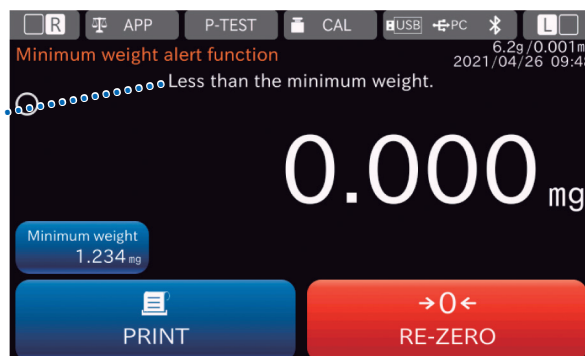 R APP P-TEST CAL USB PC L
Minimum weight alert function
6.2g/0.001m
2021/04/26 09:48
Less than the minimum weight.
0.000 mg
Minimum weight
1.234 mg
PRINT
→0←
RE-ZERO